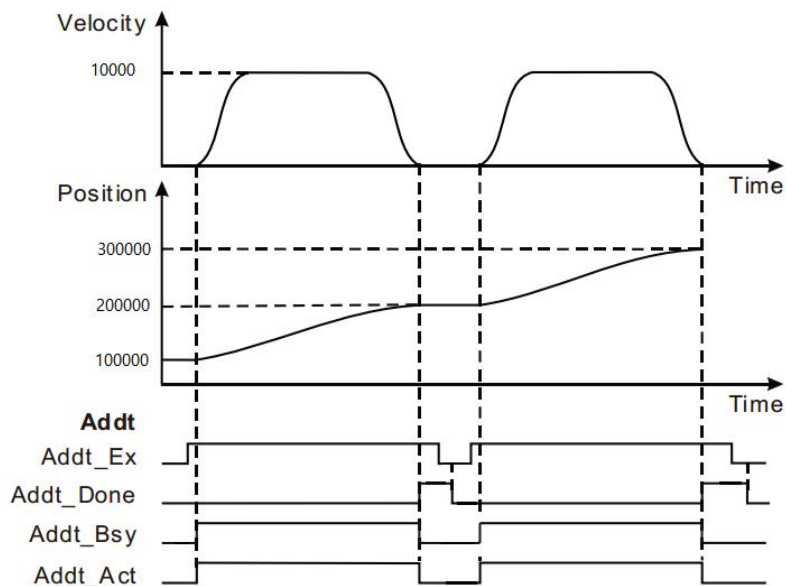 Velocity
10000
Time
Position
300000
200000
100000
Time
Addt
Addt_Ex
Addt_Done
Addt_Bsy
Addt_Act